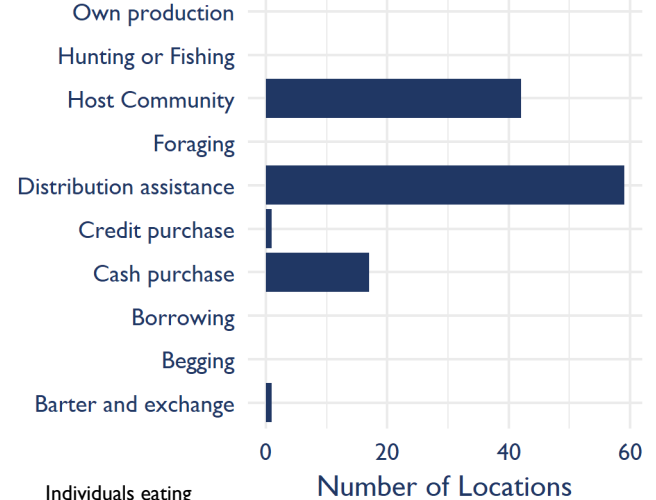 Own production
Hunting or Fishing
Host Community
Foraging
Distribution assistance
Credit purchase
Cash purchase
Borrowing
Begging
Barter and exchange
0 20 40 60
Number of Locations
Individuals eating